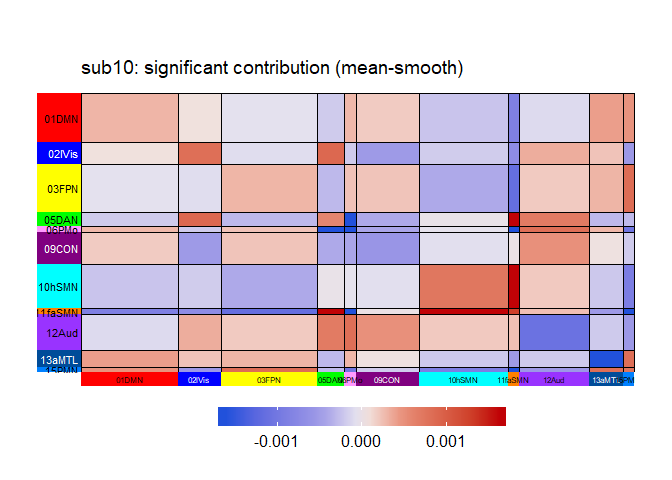 sub10: significant contribution (mean-smooth)
01DMN
02lVis
03FPN
05DAN
06PMo
09CON
10hSMN
11faSMN
12Aud
13aMTL
15PMN
01DMN
02lVis
03FPN
05DAN
06PMo
09CON
10hSMN
11faSMN
12Aud
13aMTL
-0.001 0.000 0.001